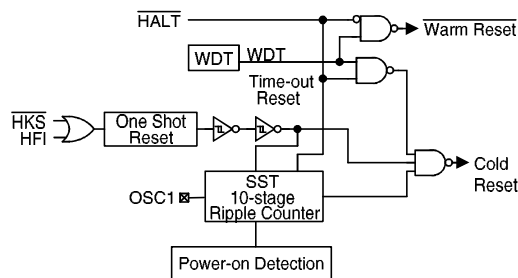 HALT
Warm Reset
WDT
WDT
Time-out
Reset
HKS
HFI
One Shot
Reset
OSC1
SST
10-stage
Ripple Counter
Cold
Reset
Power-on Detection